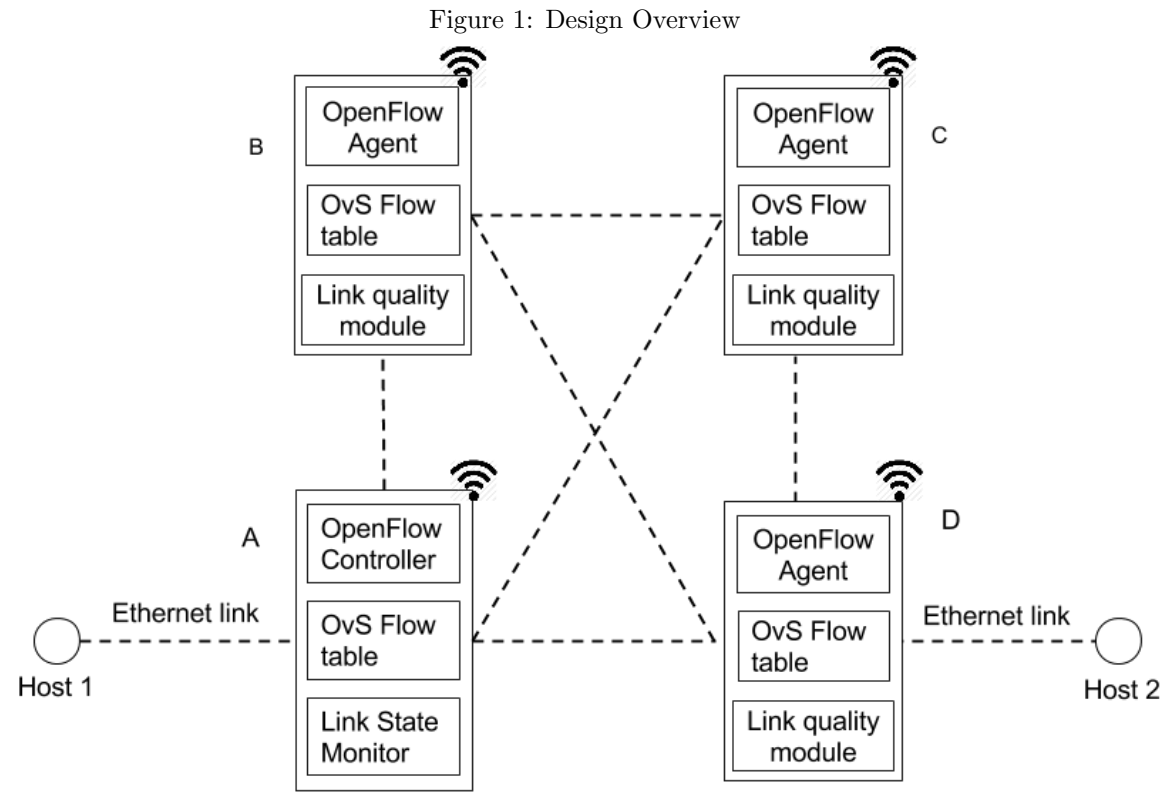 Figure 1: Design Overview
B
OpenFlow
Agent
OvS Flow
table
Link quality
module
C
OpenFlow
Agent
OvS Flow
table
Link quality
module
A
OpenFlow
Controller
OvS Flow
table
Link State
Monitor
D
OpenFlow
Agent
OvS Flow
table
Link quality
module
Ethernet link
Host 1
Ethernet link
Host 2